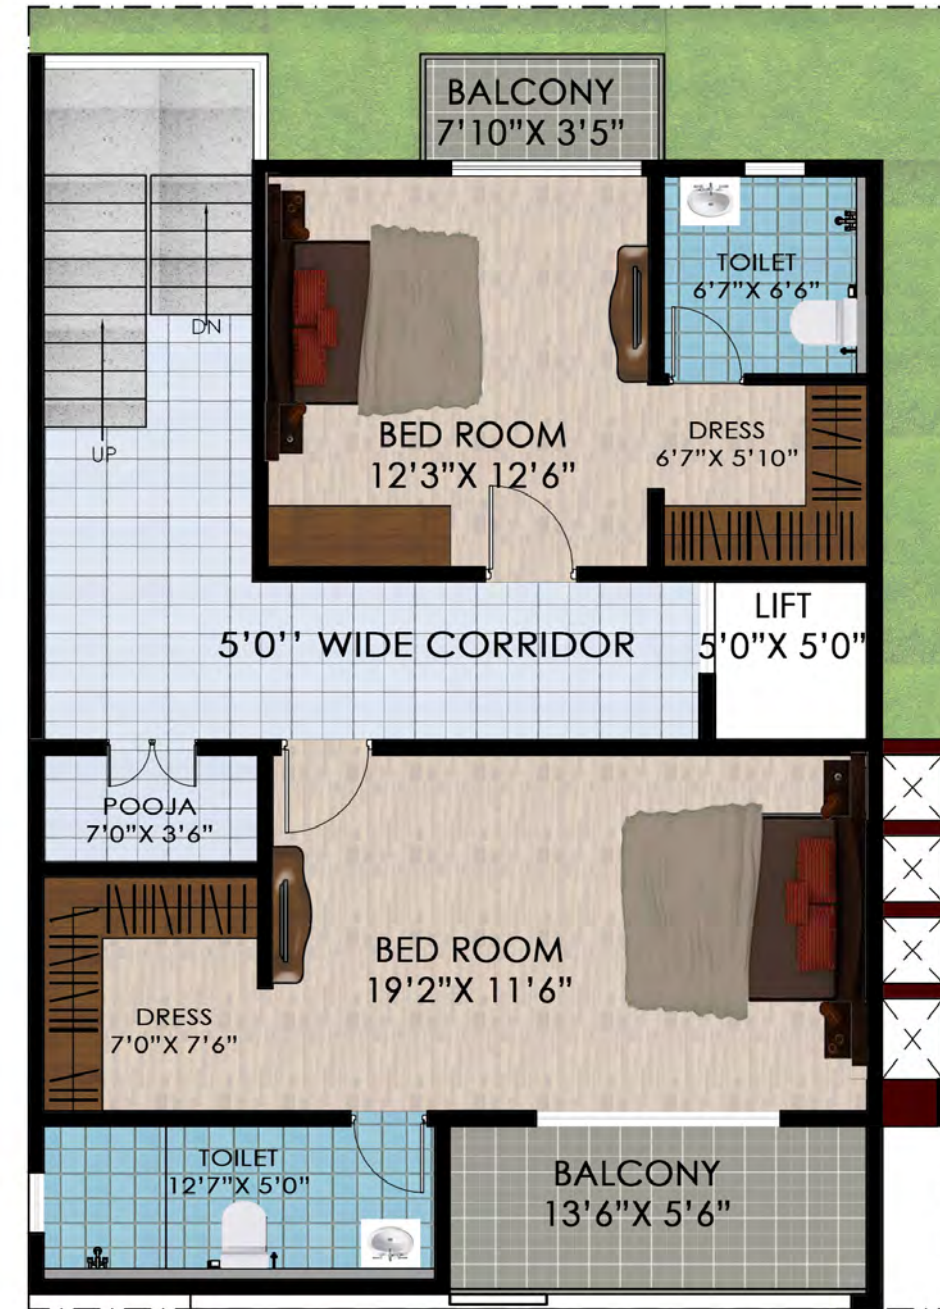 BALCONY
7'10"X 3'5"
TOILET
6'7"X 6'6"
DN
UP
BED ROOM
12'3"X 12'6"
DRESS
6'7"X 5'10"
LIFT
5'0"X 5'0"
5'0'' WIDE CORRIDOR
POOJA
7'0"X 3'6"
BED ROOM
19'2"X 11'6"
DRESS
7'0"X 7'6"
TOILET
12'7"X 5'0"
BALCONY
13'6"X 5'6"